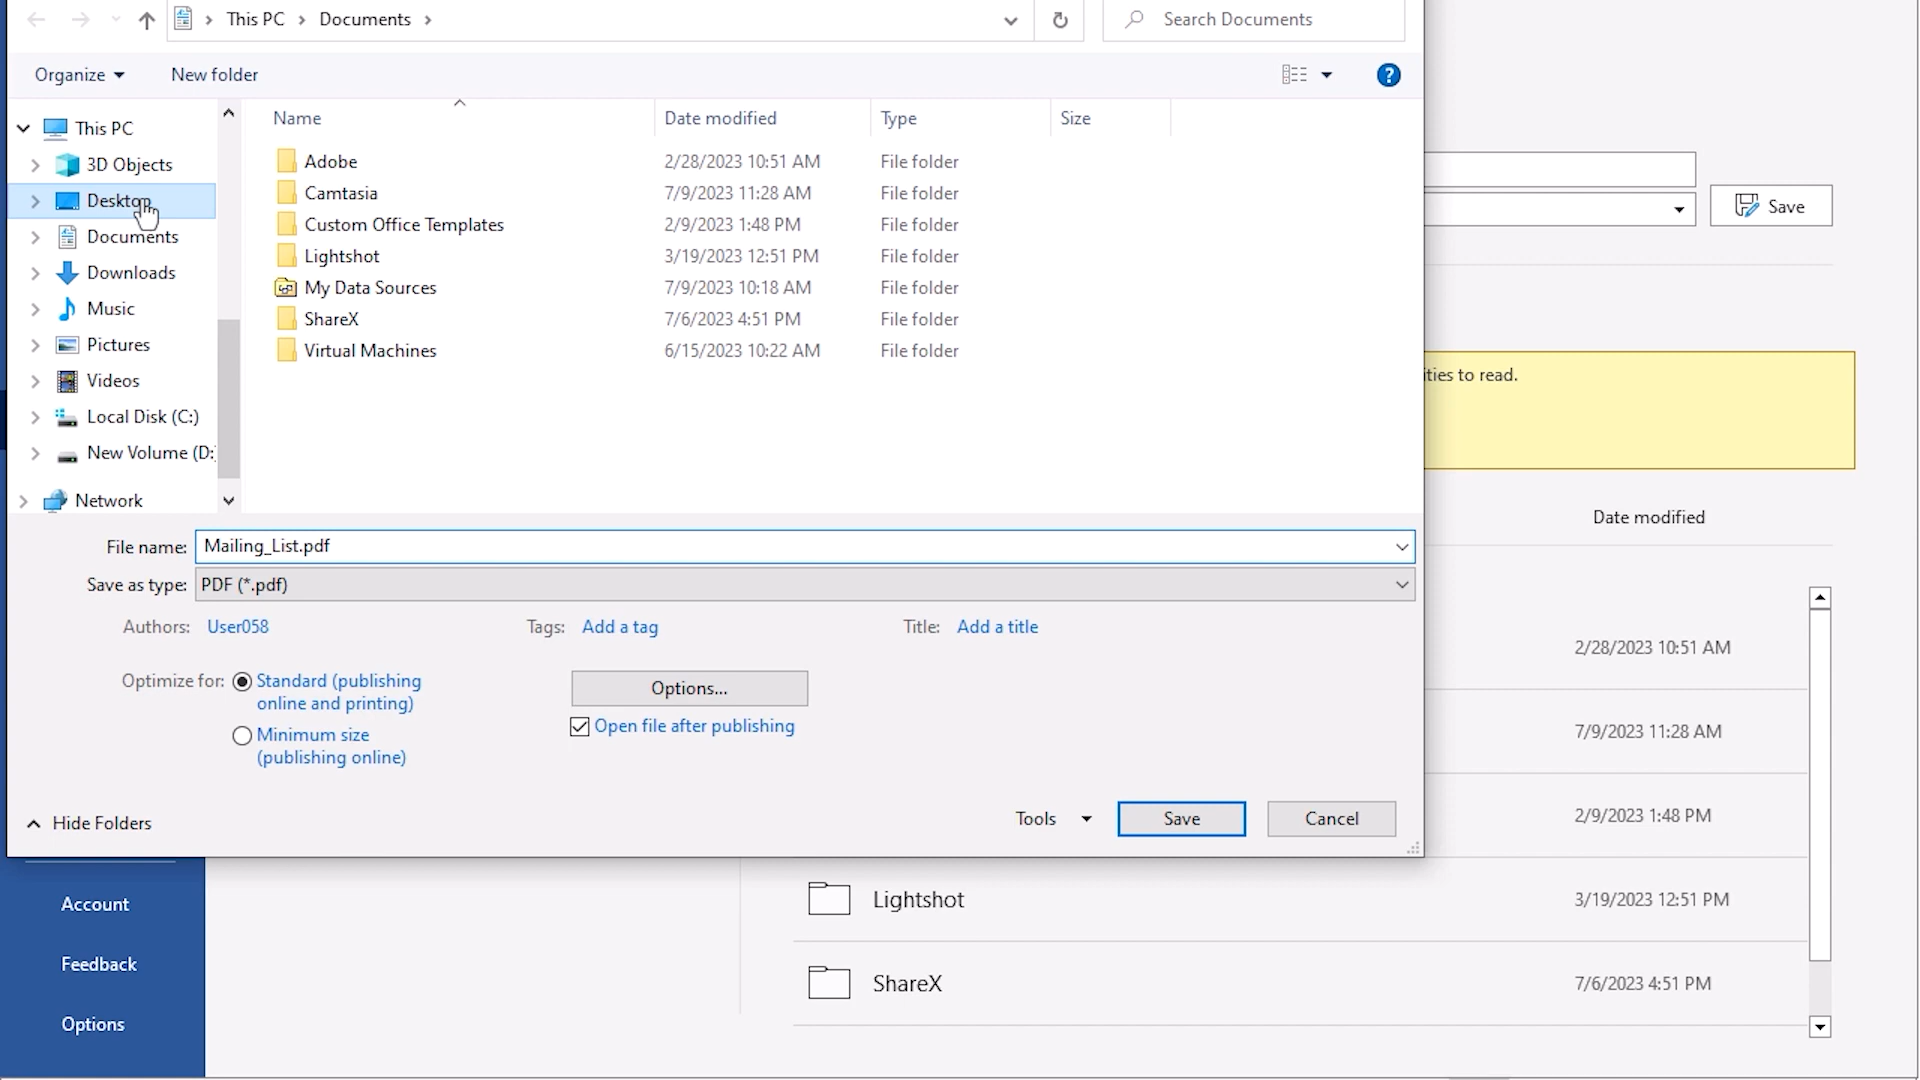 This PC > Documents >
Search Documents
Organize
New folder
Name
Date modified
Type
Size
This PC
3D Objects
Desktop
Documents
Downloads
Music
Pictures
Videos
Local Disk (C:)
New Volume (D:
Network
Adobe 2/28/2023 10:51 AM File folder
Camtasia 7/9/2023 11:28 AM File folder
Custom Office Templates 2/9/2023 1:48 PM File folder
Lightshot 3/19/2023 12:51 PM File folder
My Data Sources 7/9/2023 10:18 AM File folder
ShareX 7/6/2023 4:51 PM File folder
Virtual Machines 6/15/2023 10:22 AM File folder
File name: Mailing_List.pdf
Save as type: PDF (*.pdf)
Authors: User058
Tags: Add a tag
Title: Add a title
Optimize for: Standard (publishing
online and printing)
Minimum size
(publishing online)
Options...
Open file after publishing
Hide Folders
Tools
Save
Cancel
Save
to read.
Date modified
2/28/2023 10:51 AM
7/9/2023 11:28 AM
2/9/2023 1:48 PM
Lightshot 3/19/2023 12:51 PM
ShareX 7/6/2023 4:51 PM
Account
Feedback
Options